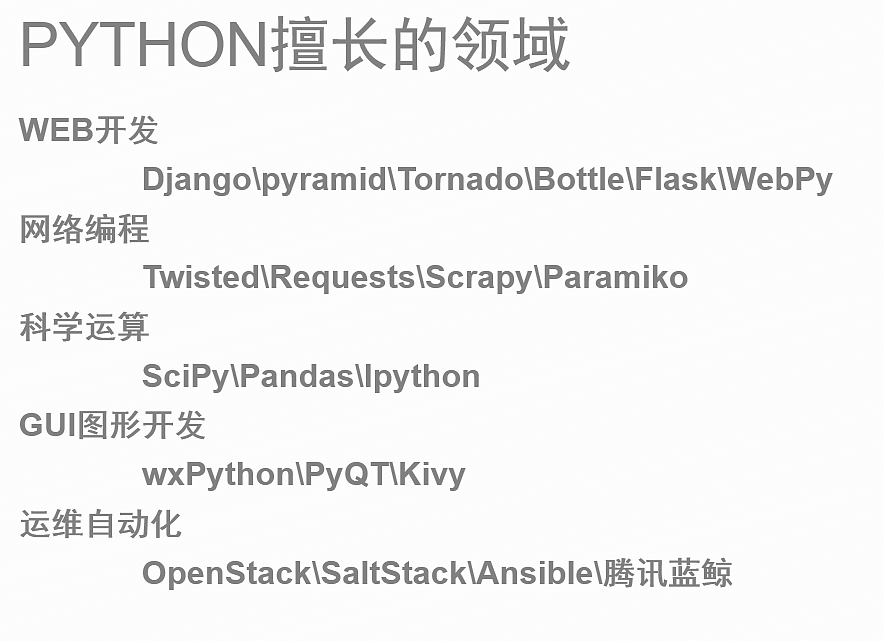 PYTHON擅长的领域
WEB开发
Django\pyramid\Tornado\Bottle\Flask\WebPy
网络编程
Twisted\Requests\Scrapy\Paramiko
科学运算
SciPy\Pandas\Ipython
GUI图形开发
wxPython\PyQT\Kivy
运维自动化
OpenStack\SaltStack\Ansible\腾讯蓝鲸